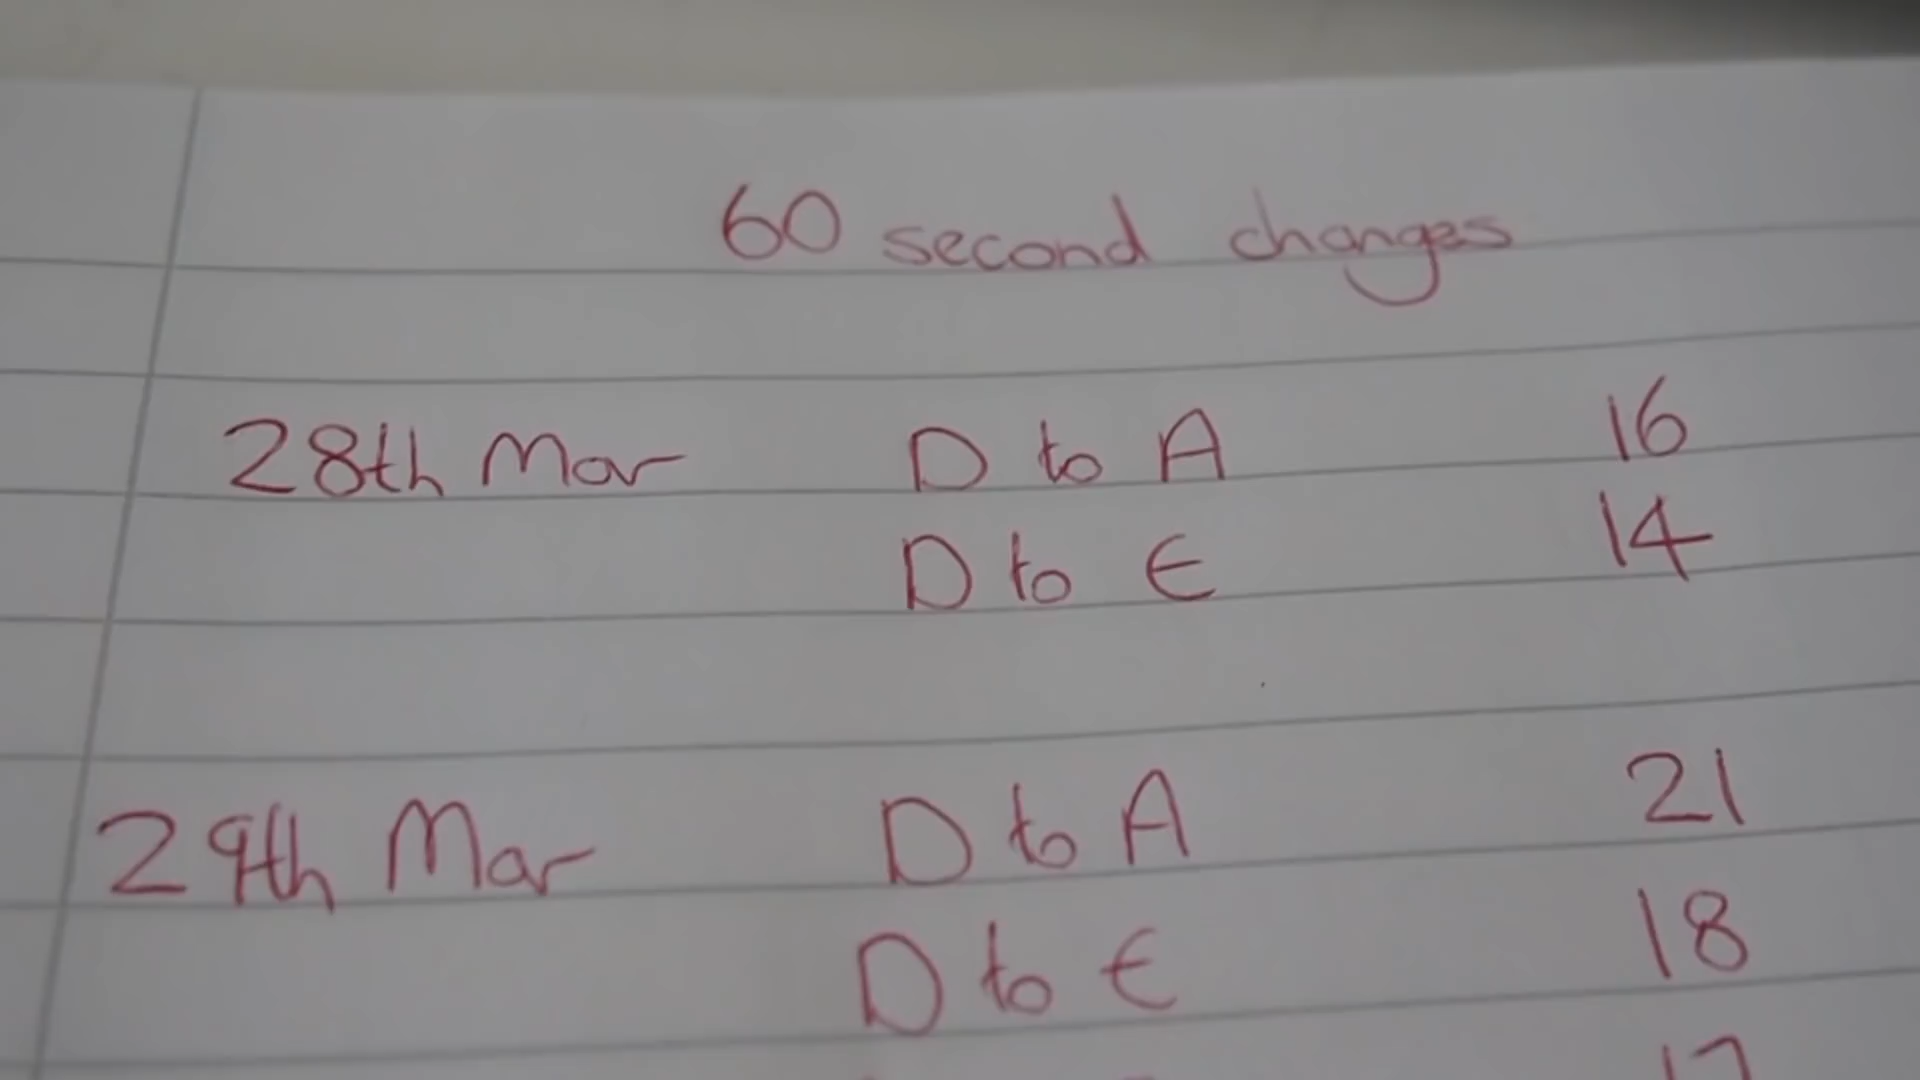 60 second changes
28th Mar D to A 16
D to E 14
29th Mar D to A 21
D to E 18